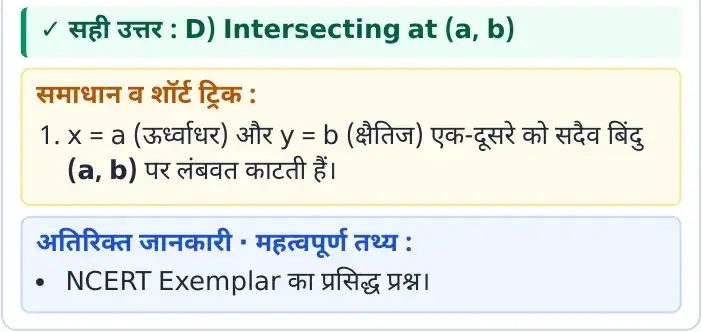 ✓ सही उत्तर : D) Intersecting at (a, b)
समाधान व शॉर्ट ट्रिक :
1. x = a (ऊर्ध्वाधर) और y = b (क्षैतिज) एक-दूसरे को सदैव बिंदु
(a, b) पर लंबवत काटती हैं।
अतिरिक्त जानकारी · महत्वपूर्ण तथ्य :
• NCERT Exemplar का प्रसिद्ध प्रश्न।